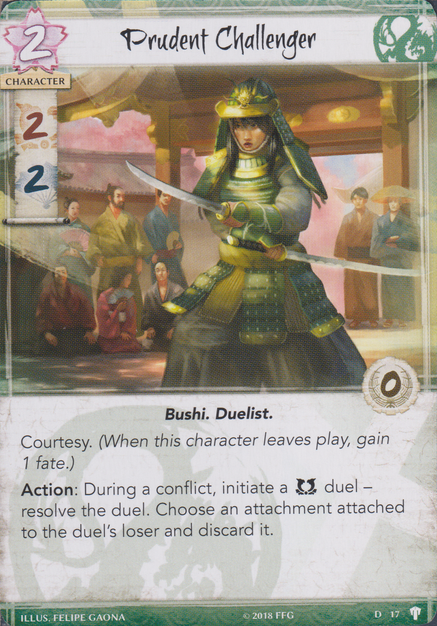 2
Prudent Challenger
CHARACTER
2
2
0
Bushi. Duelist.
Courtesy. (When this character leaves play, gain
1 fate.)
Action: During a conflict, initiate a duel –
resolve the duel. Choose an attachment attached
to the duel's loser and discard it.
ILLUS. FELIPE GAONA © 2018 FFG D 17